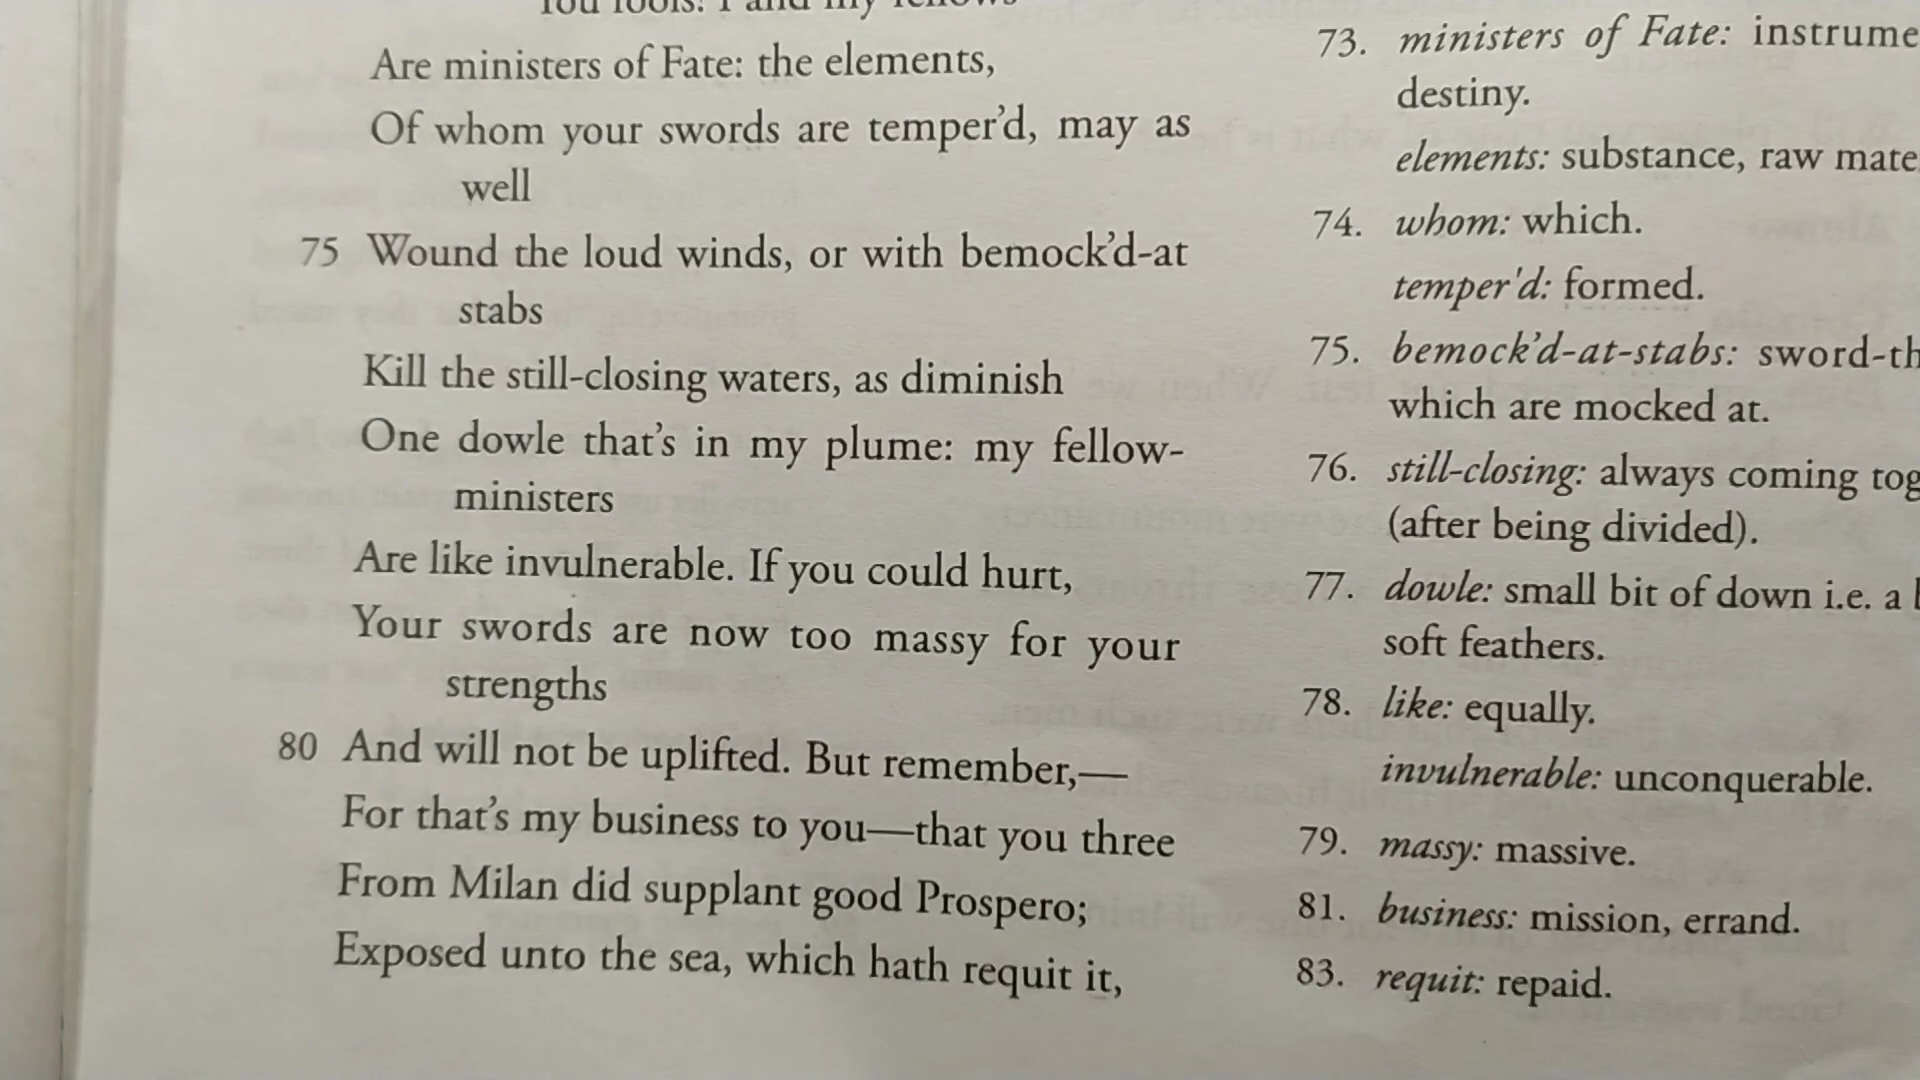 You fools! I and my fellows
Are ministers of Fate: the elements,
Of whom your swords are temper'd, may as
well
75 Wound the loud winds, or with bemock'd-at
stabs
Kill the still-closing waters, as diminish
One dowle that's in my plume: my fellow-
ministers
Are like invulnerable. If you could hurt,
Your swords are now too massy for your
strengths
80 And will not be uplifted. But remember,—
For that's my business to you—that you three
From Milan did supplant good Prospero;
Exposed unto the sea, which hath requit it,
73. ministers of Fate:
destiny.
elements: substance, raw
74. whom: which.
temper'd: formed.
75. bemock'd-at-stabs:
which are mocked at.
76. still-closing: always coming
(after being divided).
77. dowle: small bit of down i.e. a
soft feathers.
78. like: equally.
invulnerable: unconquerable.
79. massy: massive.
81. business: mission, errand.
83. requit: repaid.